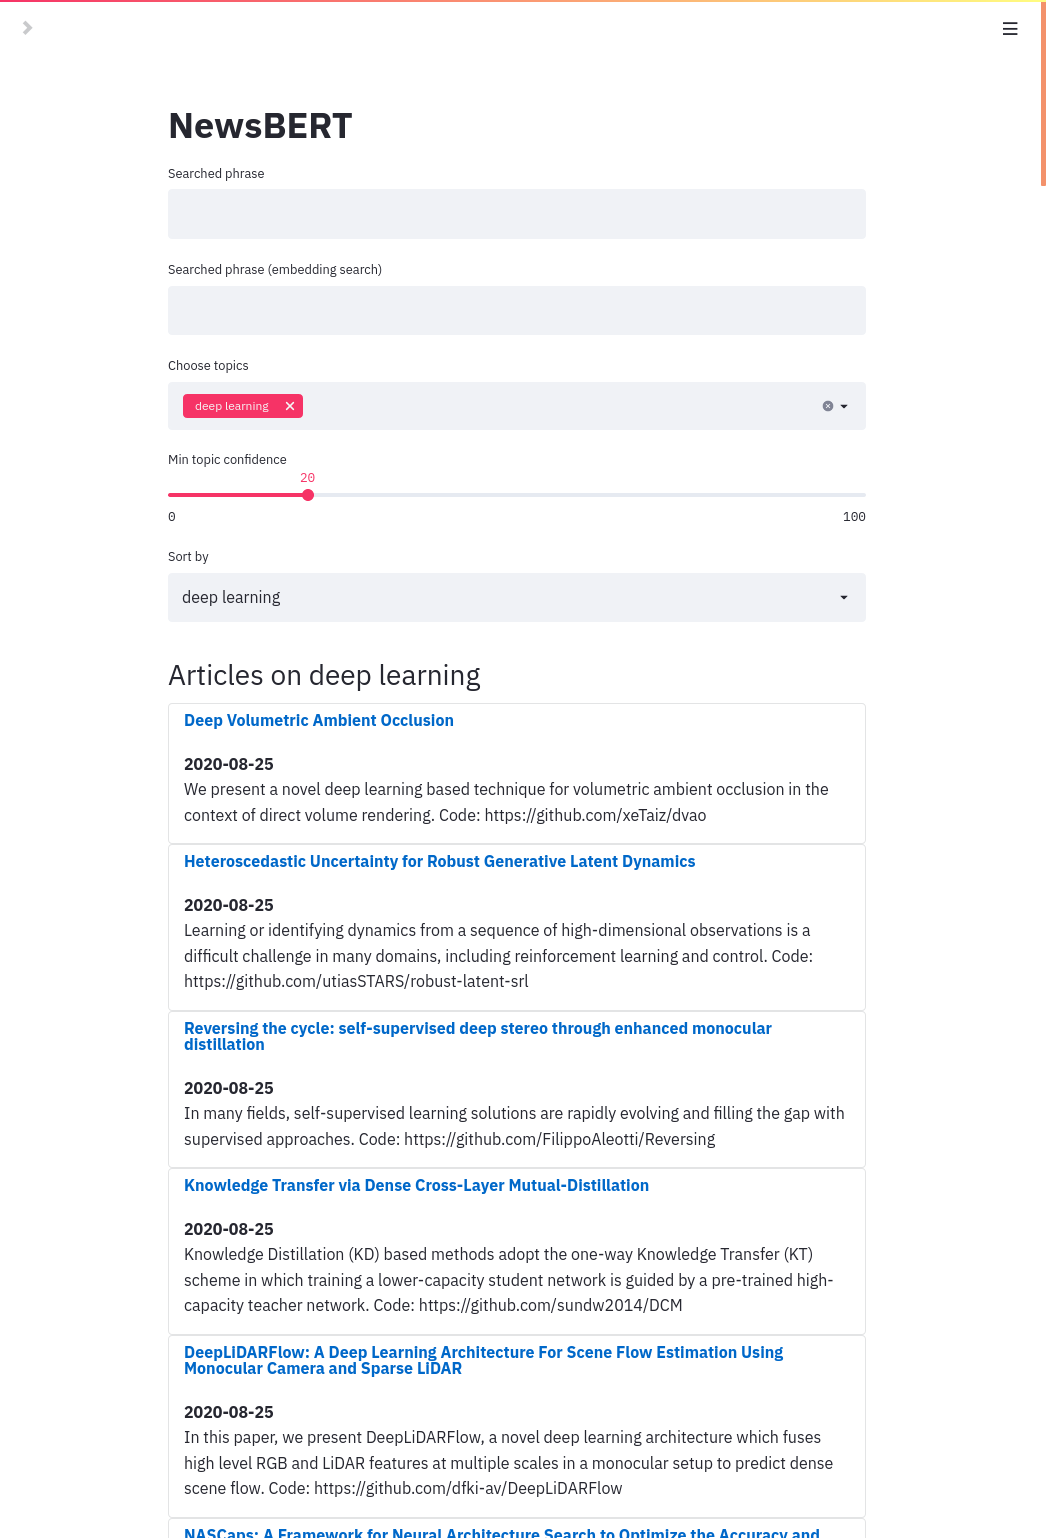 NewsBERT
Searched phrase
Searched phrase (embedding search)
Choose topics
deep learning
Min topic confidence
20
0 100
Sort by
deep learning
Articles on deep learning
Deep Volumetric Ambient Occlusion
2020-08-25
We present a novel deep learning based technique for volumetric ambient occlusion in the
context of direct volume rendering. Code: https://github.com/xeTaiz/dvao
Heteroscedastic Uncertainty for Robust Generative Latent Dynamics
2020-08-25
Learning or identifying dynamics from a sequence of high-dimensional observations is a
difficult challenge in many domains, including reinforcement learning and control. Code:
https://github.com/utiasSTARS/robust-latent-srl
Reversing the cycle: self-supervised deep stereo through enhanced monocular
distillation
2020-08-25
In many fields, self-supervised learning solutions are rapidly evolving and filling the gap with
supervised approaches. Code: https://github.com/FilippoAleotti/Reversing
Knowledge Transfer via Dense Cross-Layer Mutual-Distillation
2020-08-25
Knowledge Distillation (KD) based methods adopt the one-way Knowledge Transfer (KT)
scheme in which training a lower-capacity student network is guided by a pre-trained high-
capacity teacher network. Code: https://github.com/sundw2014/DCM
DeepLiDARFlow: A Deep Learning Architecture For Scene Flow Estimation Using
Monocular Camera and Sparse LiDAR
2020-08-25
In this paper, we present DeepLiDARFlow, a novel deep learning architecture which fuses
high level RGB and LiDAR features at multiple scales in a monocular setup to predict dense
scene flow. Code: https://github.com/dfki-av/DeepLiDARFlow
NASCaps: A Framework for Neural Architecture Search to Optimize the Accuracy and